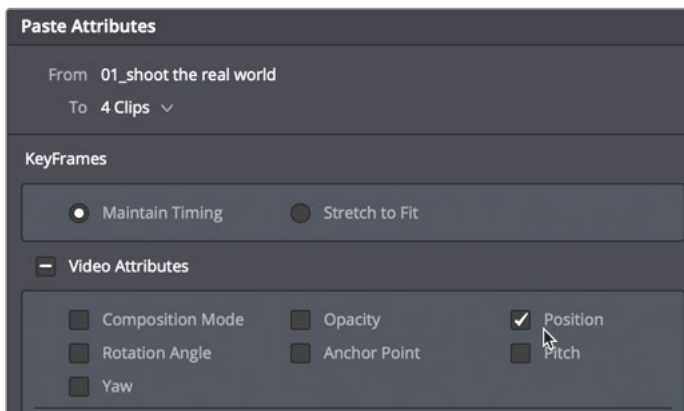 Paste Attributes
From 01_shoot the real world
To 4 Clips
KeyFrames
Maintain Timing Stretch to Fit
Video Attributes
Composition Mode Opacity Position
Rotation Angle Anchor Point Pitch
Yaw